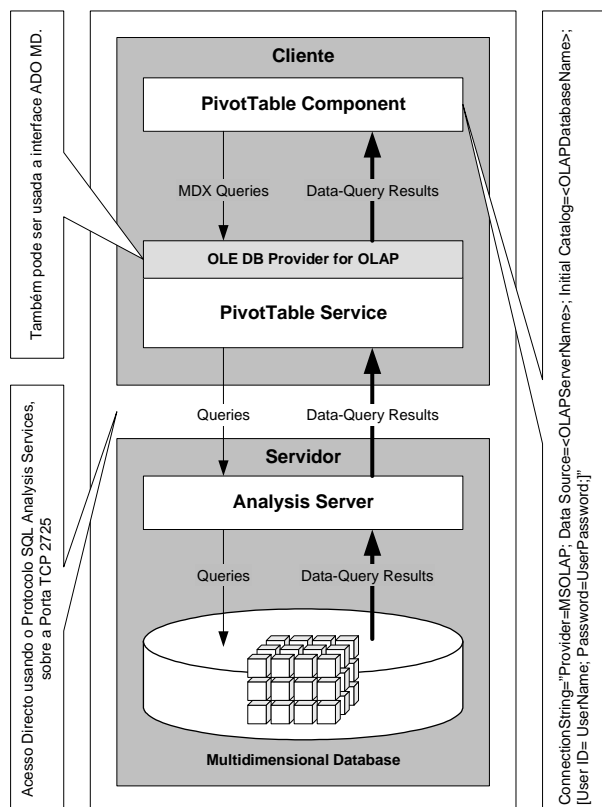 Cliente
PivotTable Component
MDX Queries
Data-Query Results
OLE DB Provider for OLAP
PivotTable Service
Queries
Data-Query Results
Servidor
Analysis Server
Queries
Data-Query Results
Multidimensional Database
Também pode ser usada a interface ADO MD.
Acesso Directo usando o Protocolo SQL Analysis Services,
sobre a Porta TCP 2725
ConnectionString="Provider=MSOLAP; Data Source=<OLAPServerName>; Initial Catalog=<OLAPDatabaseName>;
[User ID= UserName; Password=UserPassword;]"